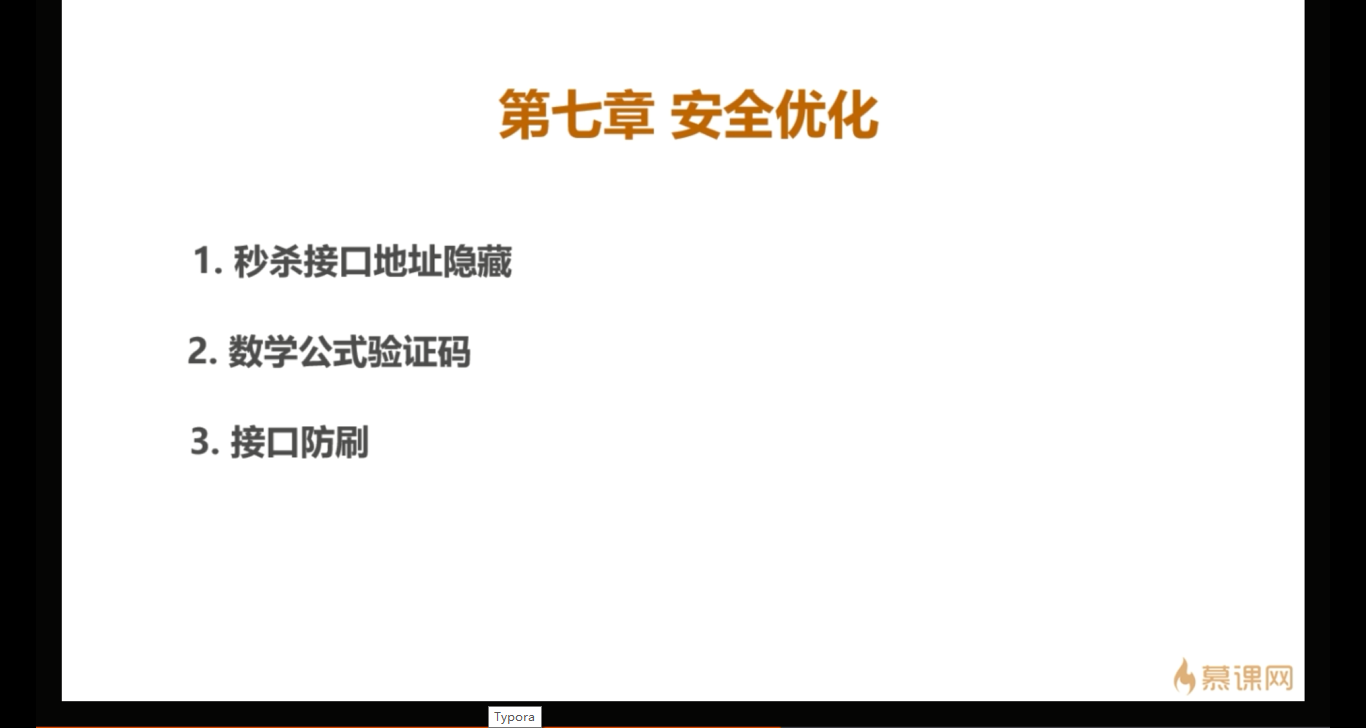 第七章 安全优化
1. 秒杀接口地址隐藏
2. 数学公式验证码
3. 接口防刷
慕课网
Typora